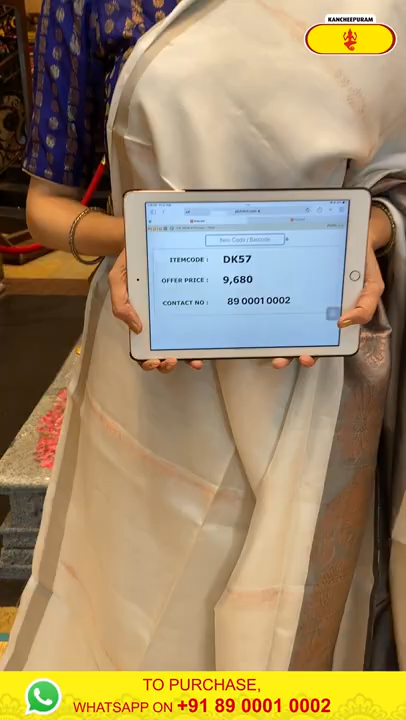 KANCHEEPURAM
Item Code / Barcode
ITEMCODE : DK57
OFFER PRICE : 9,680
CONTACT NO : 89 0001 0002
TO PURCHASE,
WHATSAPP ON +91 89 0001 0002